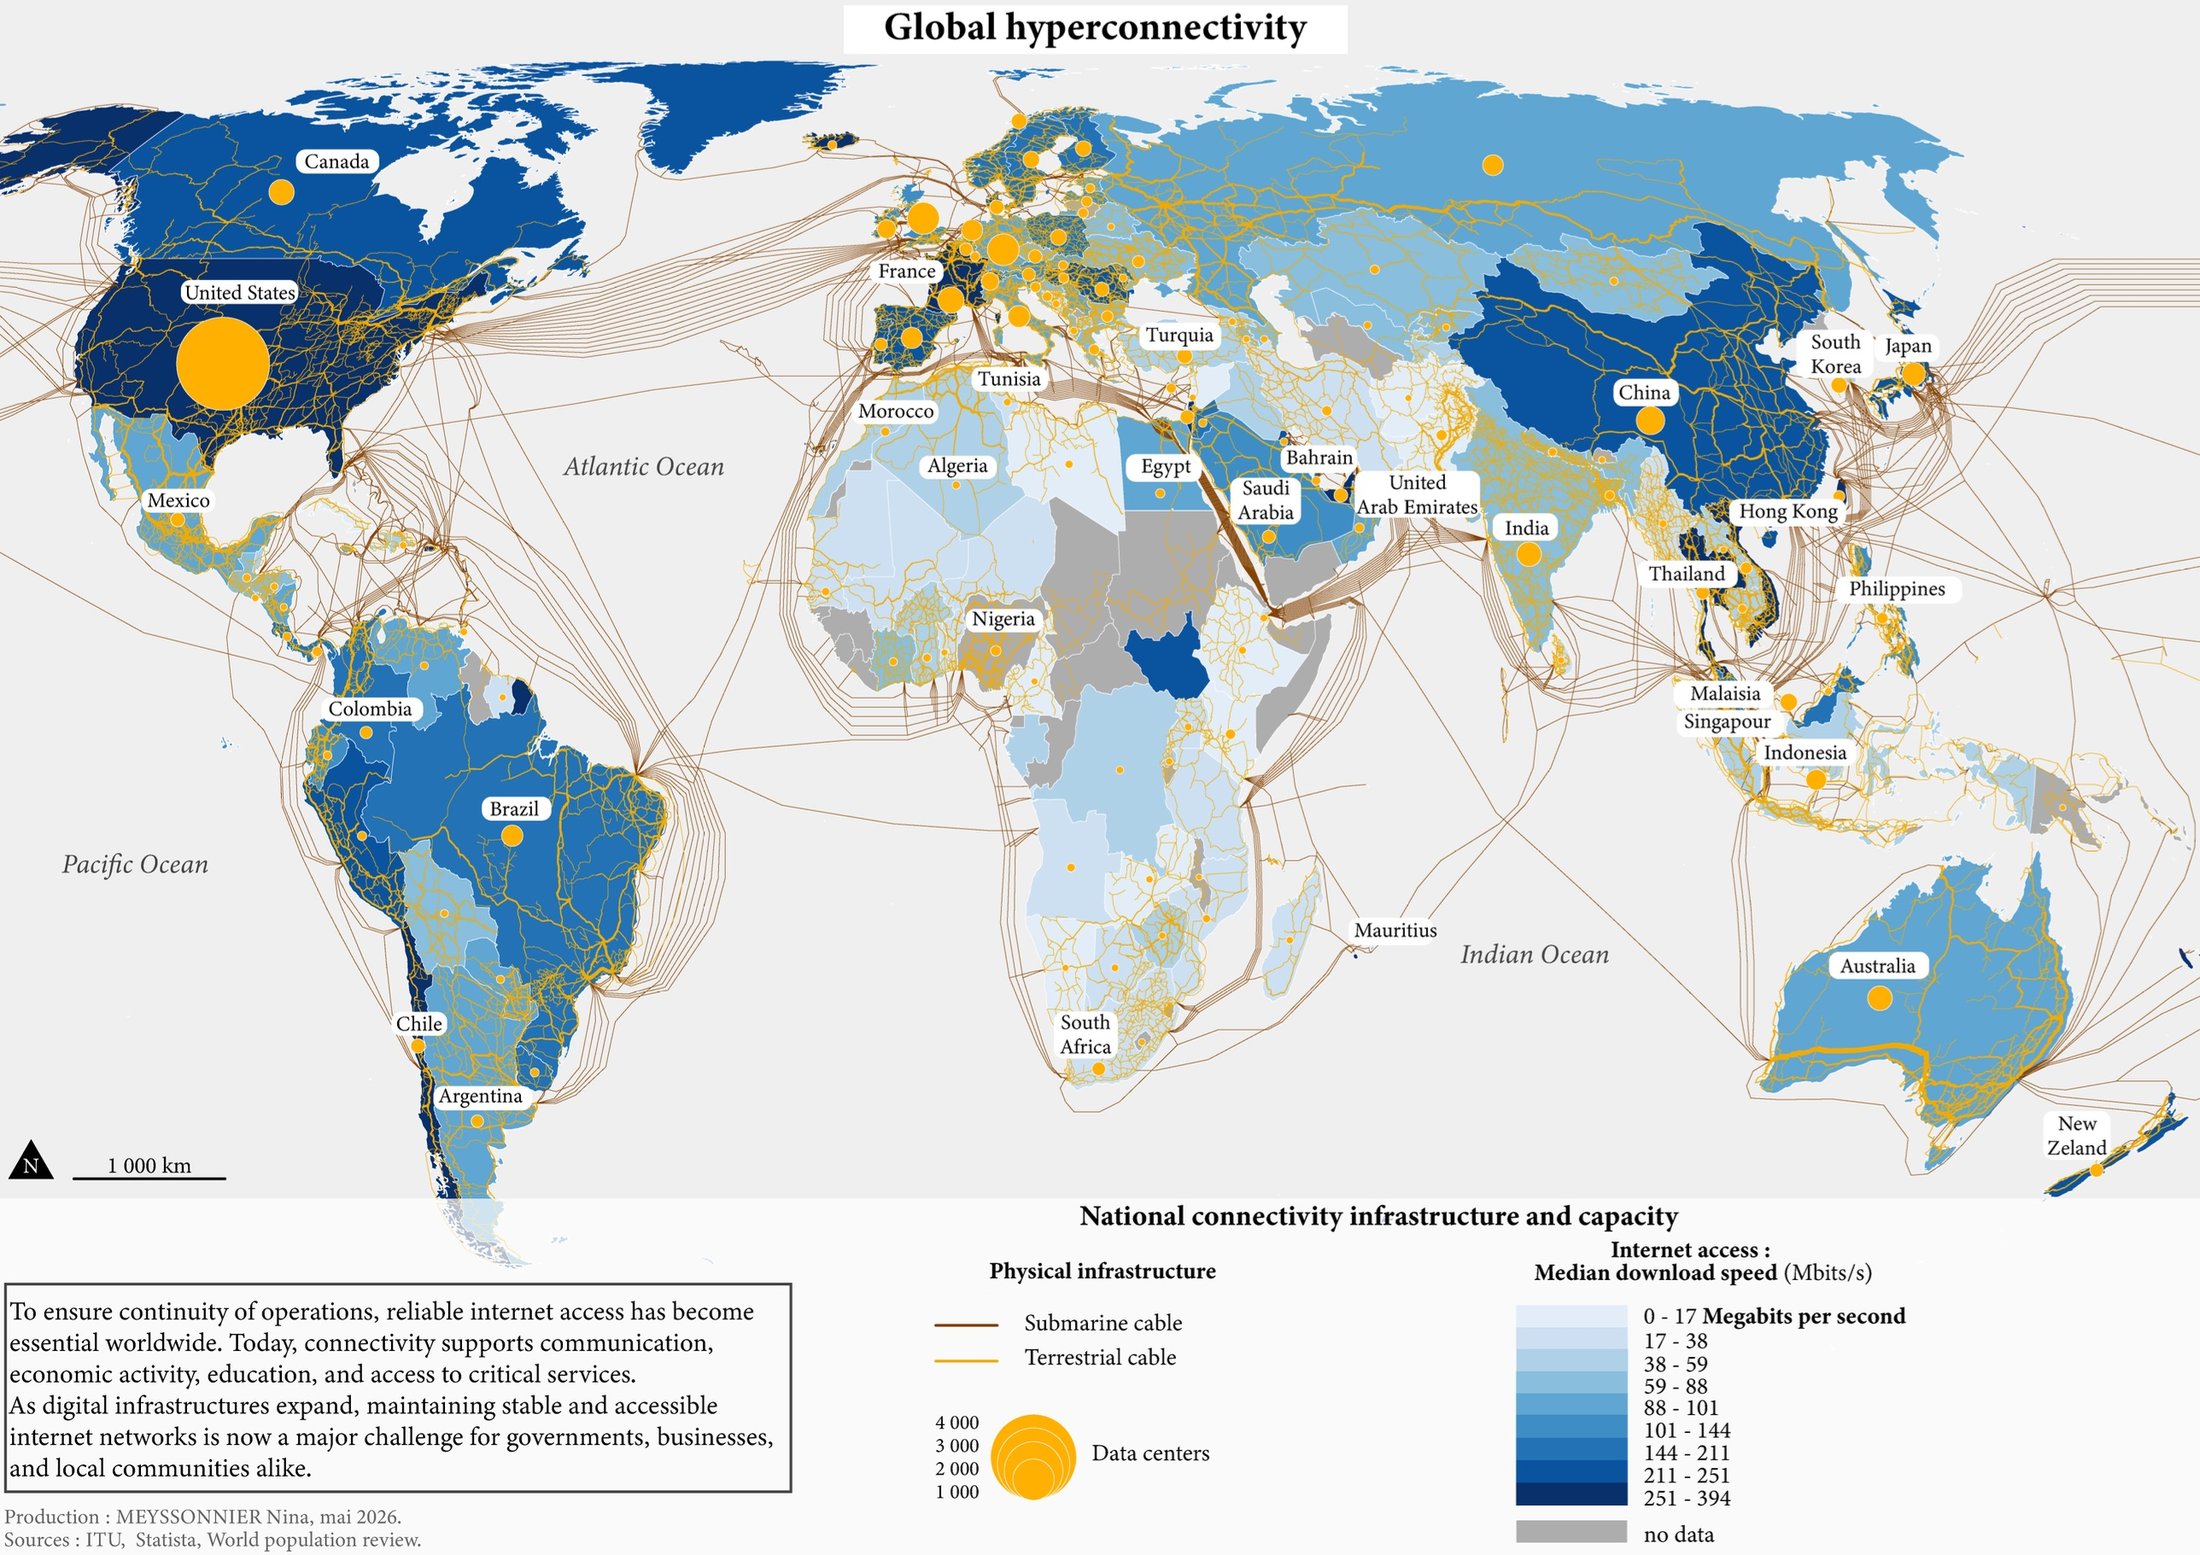 Global hyperconnectivity
Canada
United States
France
Turquia
South
Korea
Japan
Tunisia
China
Morocco
Atlantic Ocean
Algeria
Egypt
Bahrain
Saudi
Arabia
United
Arab Emirates
Mexico
Hong Kong
India
Thailand
Philippines
Nigeria
Malaisia
Singapour
Colombia
Indonesia
Brazil
Pacific Ocean
Mauritius
Indian Ocean
Australia
Chile
South
Africa
Argentina
New
Zeland
N
1 000 km
National connectivity infrastructure and capacity
Physical infrastructure
Submarine cable
Terrestrial cable
4 000
3 000
2 000
1 000
Data centers
Internet access :
Median download speed (Mbits/s)
0 - 17 Megabits per second
17 - 38
38 - 59
59 - 88
88 - 101
101 - 144
144 - 211
211 - 251
251 - 394
no data
To ensure continuity of operations, reliable internet access has become
essential worldwide. Today, connectivity supports communication,
economic activity, education, and access to critical services.
As digital infrastructures expand, maintaining stable and accessible
internet networks is now a major challenge for governments, businesses,
and local communities alike.
Production : MEYSSONNIER Nina, mai 2026.
Sources : ITU, Statista, World population review.